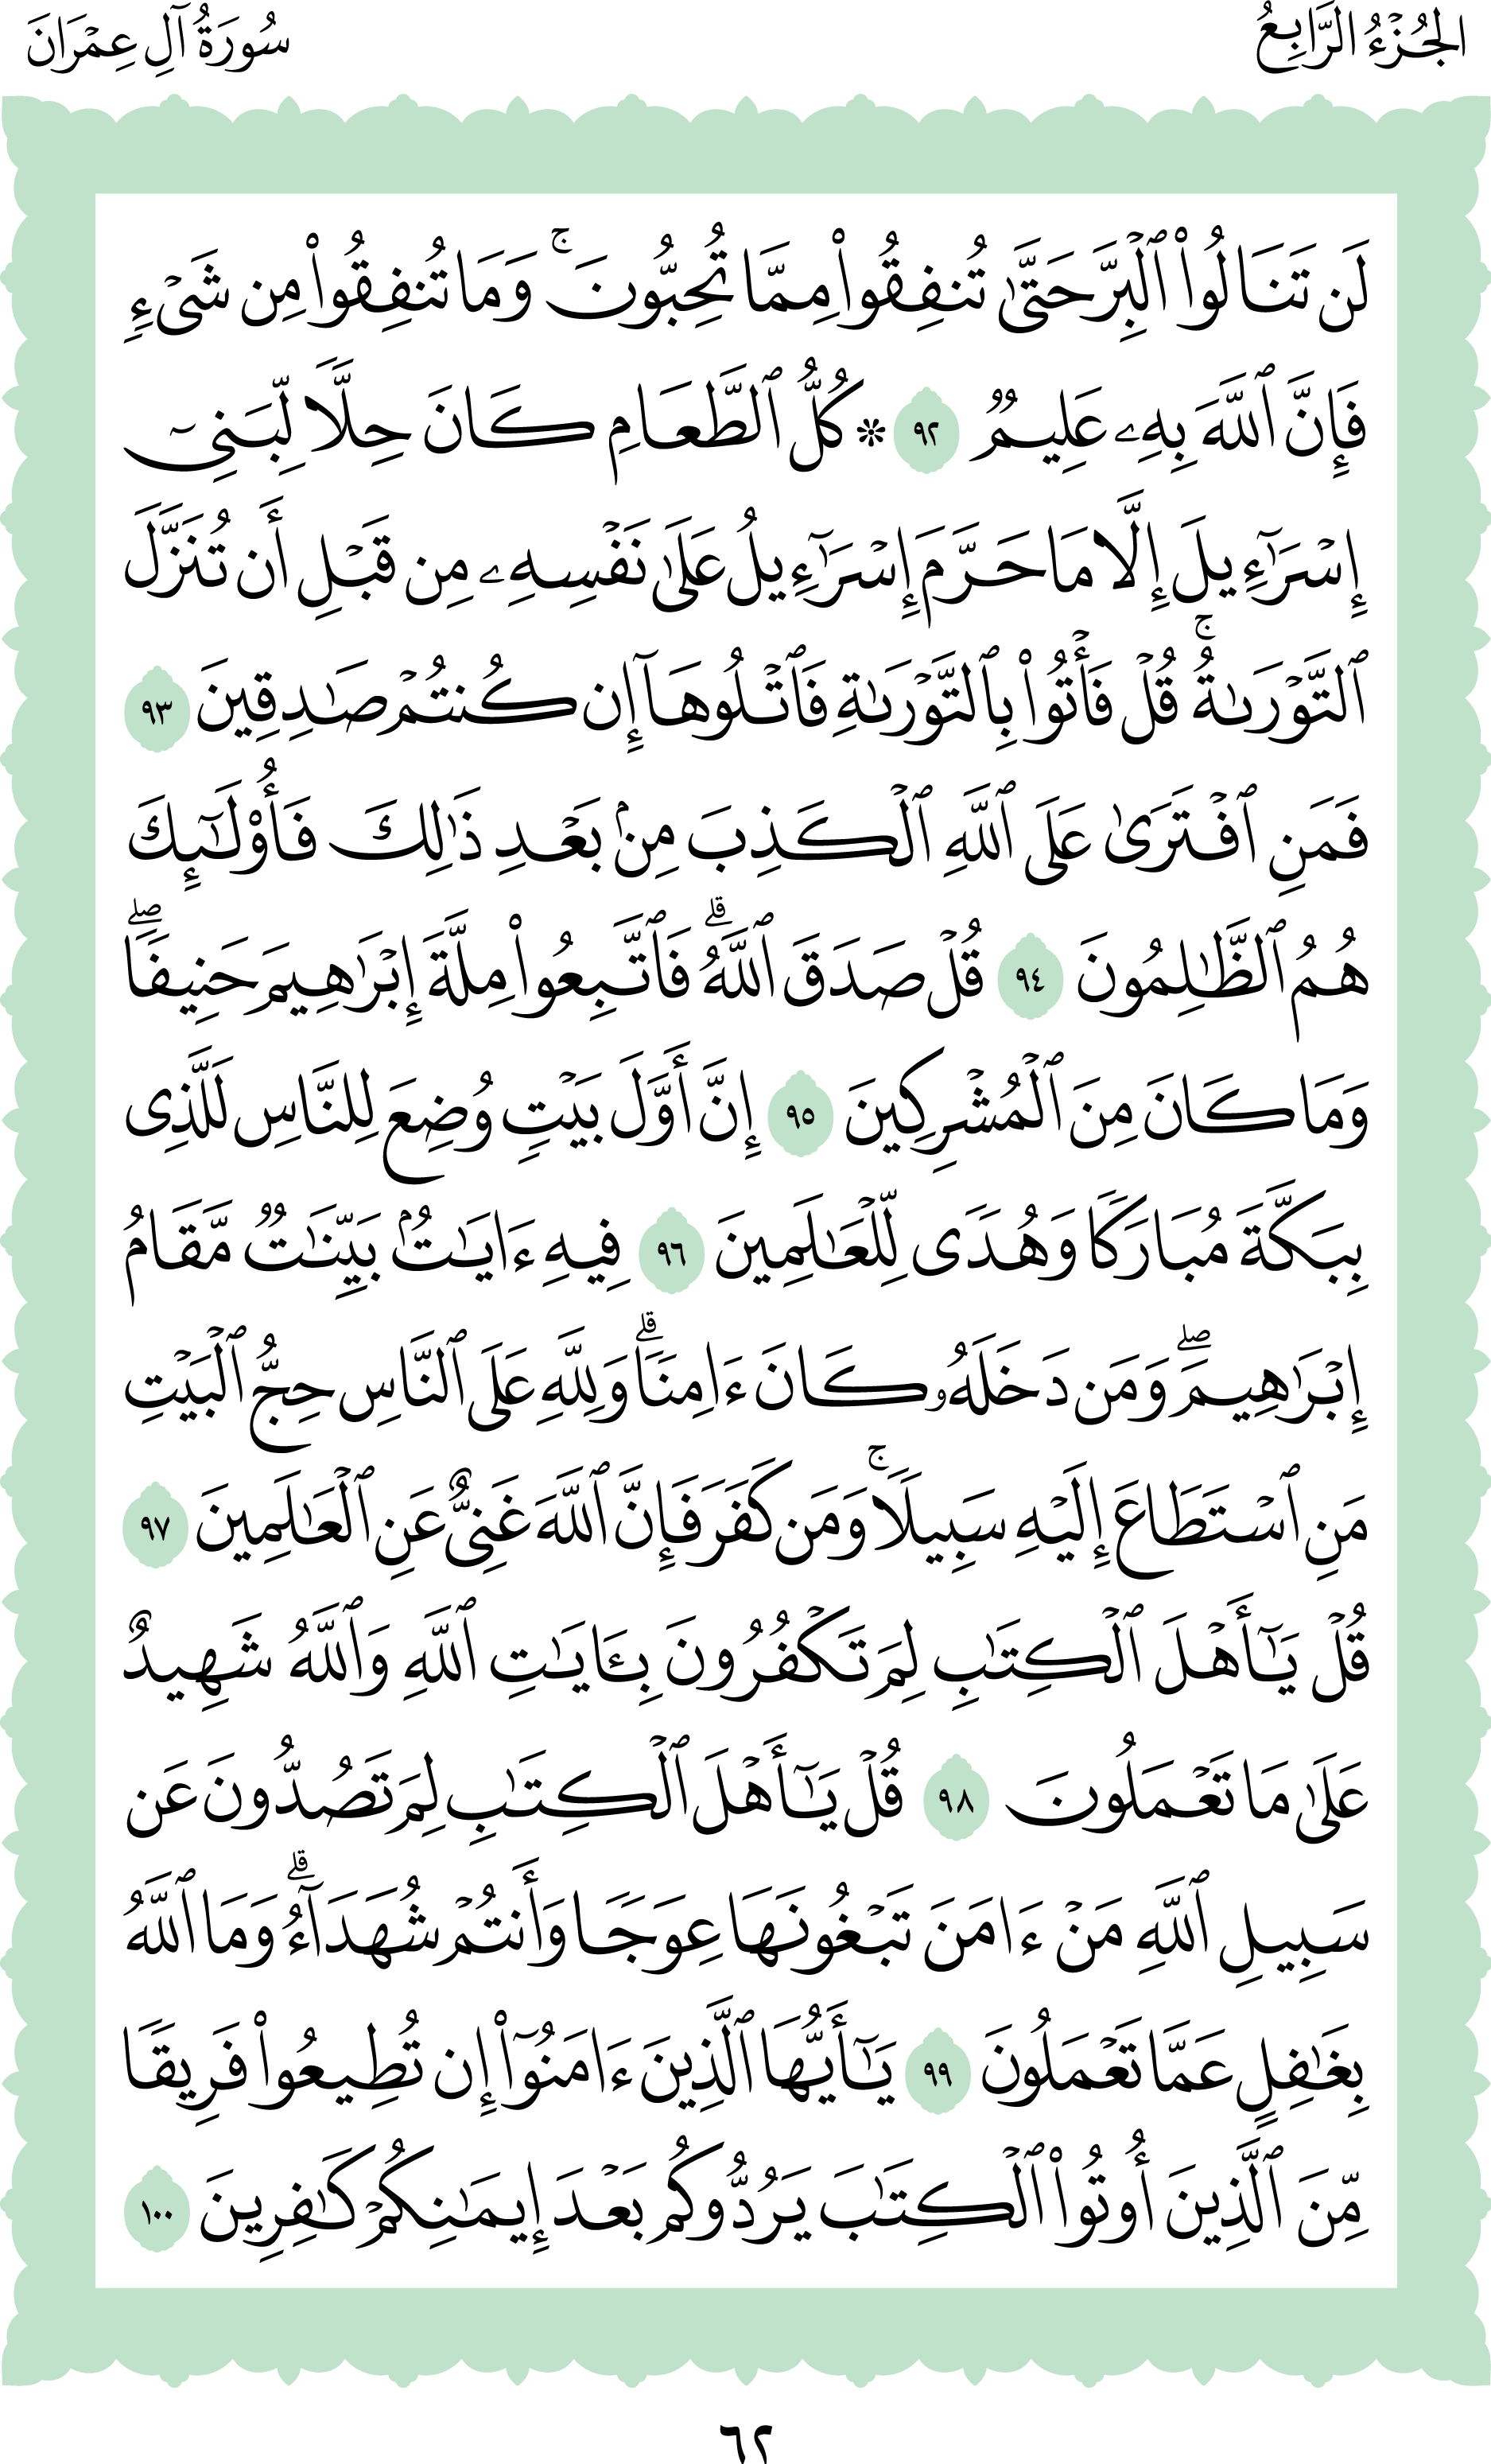 الجُزْءُ الرَّابِعُ
سُورَةُ آلِ عِمْرَانَ
لَن تَنَالُوا۟ ٱلْبِرَّ حَتَّىٰ تُنفِقُوا۟ مِمَّا تُحِبُّونَ ۚ وَمَا تُنفِقُوا۟ مِن شَىْءٍ
فَإِنَّ ٱللَّهَ بِهِۦ عَلِيمٌ ٩٢ * كُلُّ ٱلطَّعَامِ كَانَ حِلًّا لِّبَنِىٓ
إِسْرَٰٓءِيلَ إِلَّا مَا حَرَّمَ إِسْرَٰٓءِيلُ عَلَىٰ نَفْسِهِۦ مِن قَبْلِ أَن تُنَزَّلَ
ٱلتَّوْرَىٰةُ ۚ قُلْ فَأْتُوا۟ بِٱلتَّوْرَىٰةِ فَٱتْلُوهَآ إِن كُنتُمْ صَـٰدِقِينَ ٩٣
فَمَنِ ٱفْتَرَىٰ عَلَى ٱللَّهِ ٱلْكَذِبَ مِنۢ بَعْدِ ذَٰلِكَ فَأُو۟لَـٰٓئِكَ
هُمُ ٱلظَّـٰلِمُونَ ٩٤ قُلْ صَدَقَ ٱللَّهُ ۗ فَٱتَّبِعُوا۟ مِلَّةَ إِبْرَٰهِيمَ حَنِيفًا ۖ
وَمَا كَانَ مِنَ ٱلْمُشْرِكِينَ ٩٥ إِنَّ أَوَّلَ بَيْتٍ وُضِعَ لِلنَّاسِ لَلَّذِى
بِبَكَّةَ مُبَارَكًا وَهُدًى لِّلْعَـٰلَمِينَ ٩٦ فِيهِ ءَايَـٰتٌۢ بَيِّنَـٰتٌ مَّقَامُ
إِبْرَٰهِيمَ ۖ وَمَن دَخَلَهُۥ كَانَ ءَامِنًا ۗ وَلِلَّهِ عَلَى ٱلنَّاسِ حِجُّ ٱلْبَيْتِ
مَنِ ٱسْتَطَاعَ إِلَيْهِ سَبِيلًا ۚ وَمَن كَفَرَ فَإِنَّ ٱللَّهَ غَنِىٌّ عَنِ ٱلْعَـٰلَمِينَ ٩٧
قُلْ يَـٰٓأَهْلَ ٱلْكِتَـٰبِ لِمَ تَكْفُرُونَ بِـَٔايَـٰتِ ٱللَّهِ وَٱللَّهُ شَهِيدٌ
عَلَىٰ مَا تَعْمَلُونَ ٩٨ قُلْ يَـٰٓأَهْلَ ٱلْكِتَـٰبِ لِمَ تَصُدُّونَ عَن
سَبِيلِ ٱللَّهِ مَنْ ءَامَنَ تَبْغُونَهَا عِوَجًا وَأَنتُمْ شُهَدَآءُ ۗ وَمَا ٱللَّهُ
بِغَـٰفِلٍ عَمَّا تَعْمَلُونَ ٩٩ يَـٰٓأَيُّهَا ٱلَّذِينَ ءَامَنُوٓا۟ إِن تُطِيعُوا۟ فَرِيقًا
مِّنَ ٱلَّذِينَ أُوتُوا۟ ٱلْكِتَـٰبَ يَرُدُّوكُم بَعْدَ إِيمَـٰنِكُمْ كَـٰفِرِينَ ١٠٠
٦٢